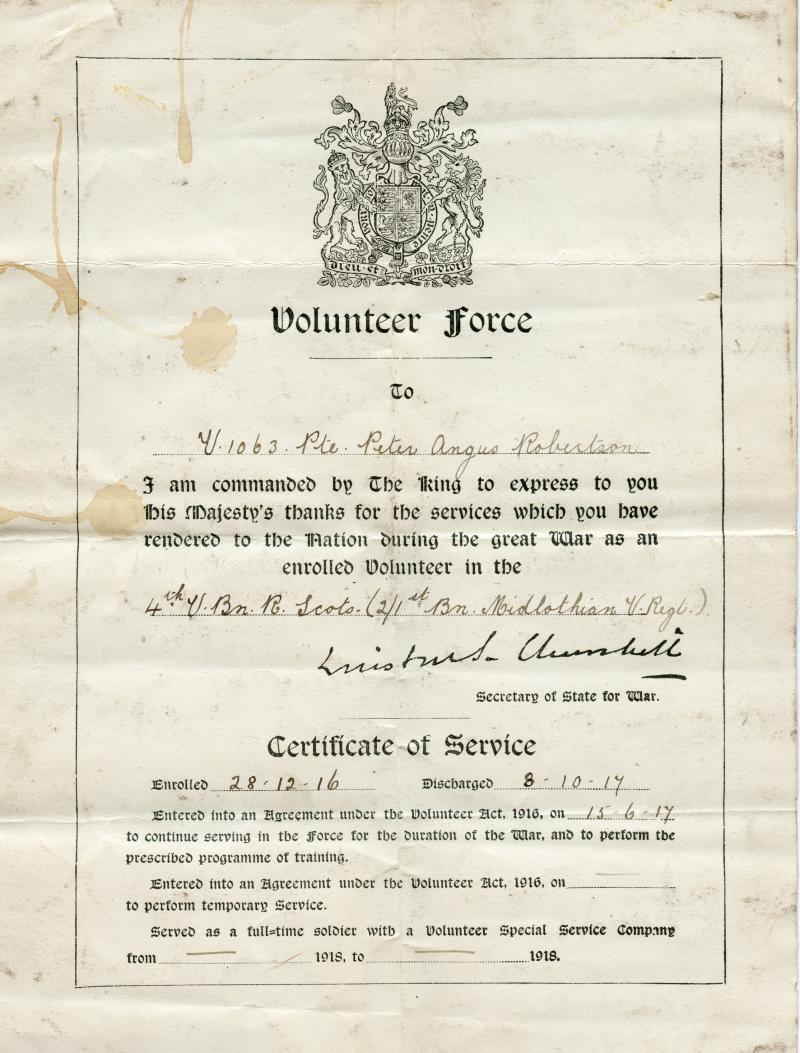 HONI SOIT QUI MAL Y PENSE
DIEU·ET MON·DROIT
Volunteer Force
To
V. 1063. Pte. Peter Angus Robertson
I am commanded by The King to express to you
His Majesty's thanks for the services which you have
rendered to the Nation during the great War as an
enrolled Volunteer in the
4th V. Bn. R. Scots. (2/1st Bn. Midlothian V. Regt.)
Winston S. Churchill
Secretary of State for War.
Certificate of Service
Enrolled 28-12-16 Discharged 8-10-17
Entered into an Agreement under the Volunteer Act, 1916, on 15-6-17
to continue serving in the Force for the duration of the War, and to perform the
prescribed programme of training.
Entered into an Agreement under the Volunteer Act, 1916, on —
to perform temporary Service.
Served as a full=time soldier with a Volunteer Special Service Company
from — 1918, to — 1918.